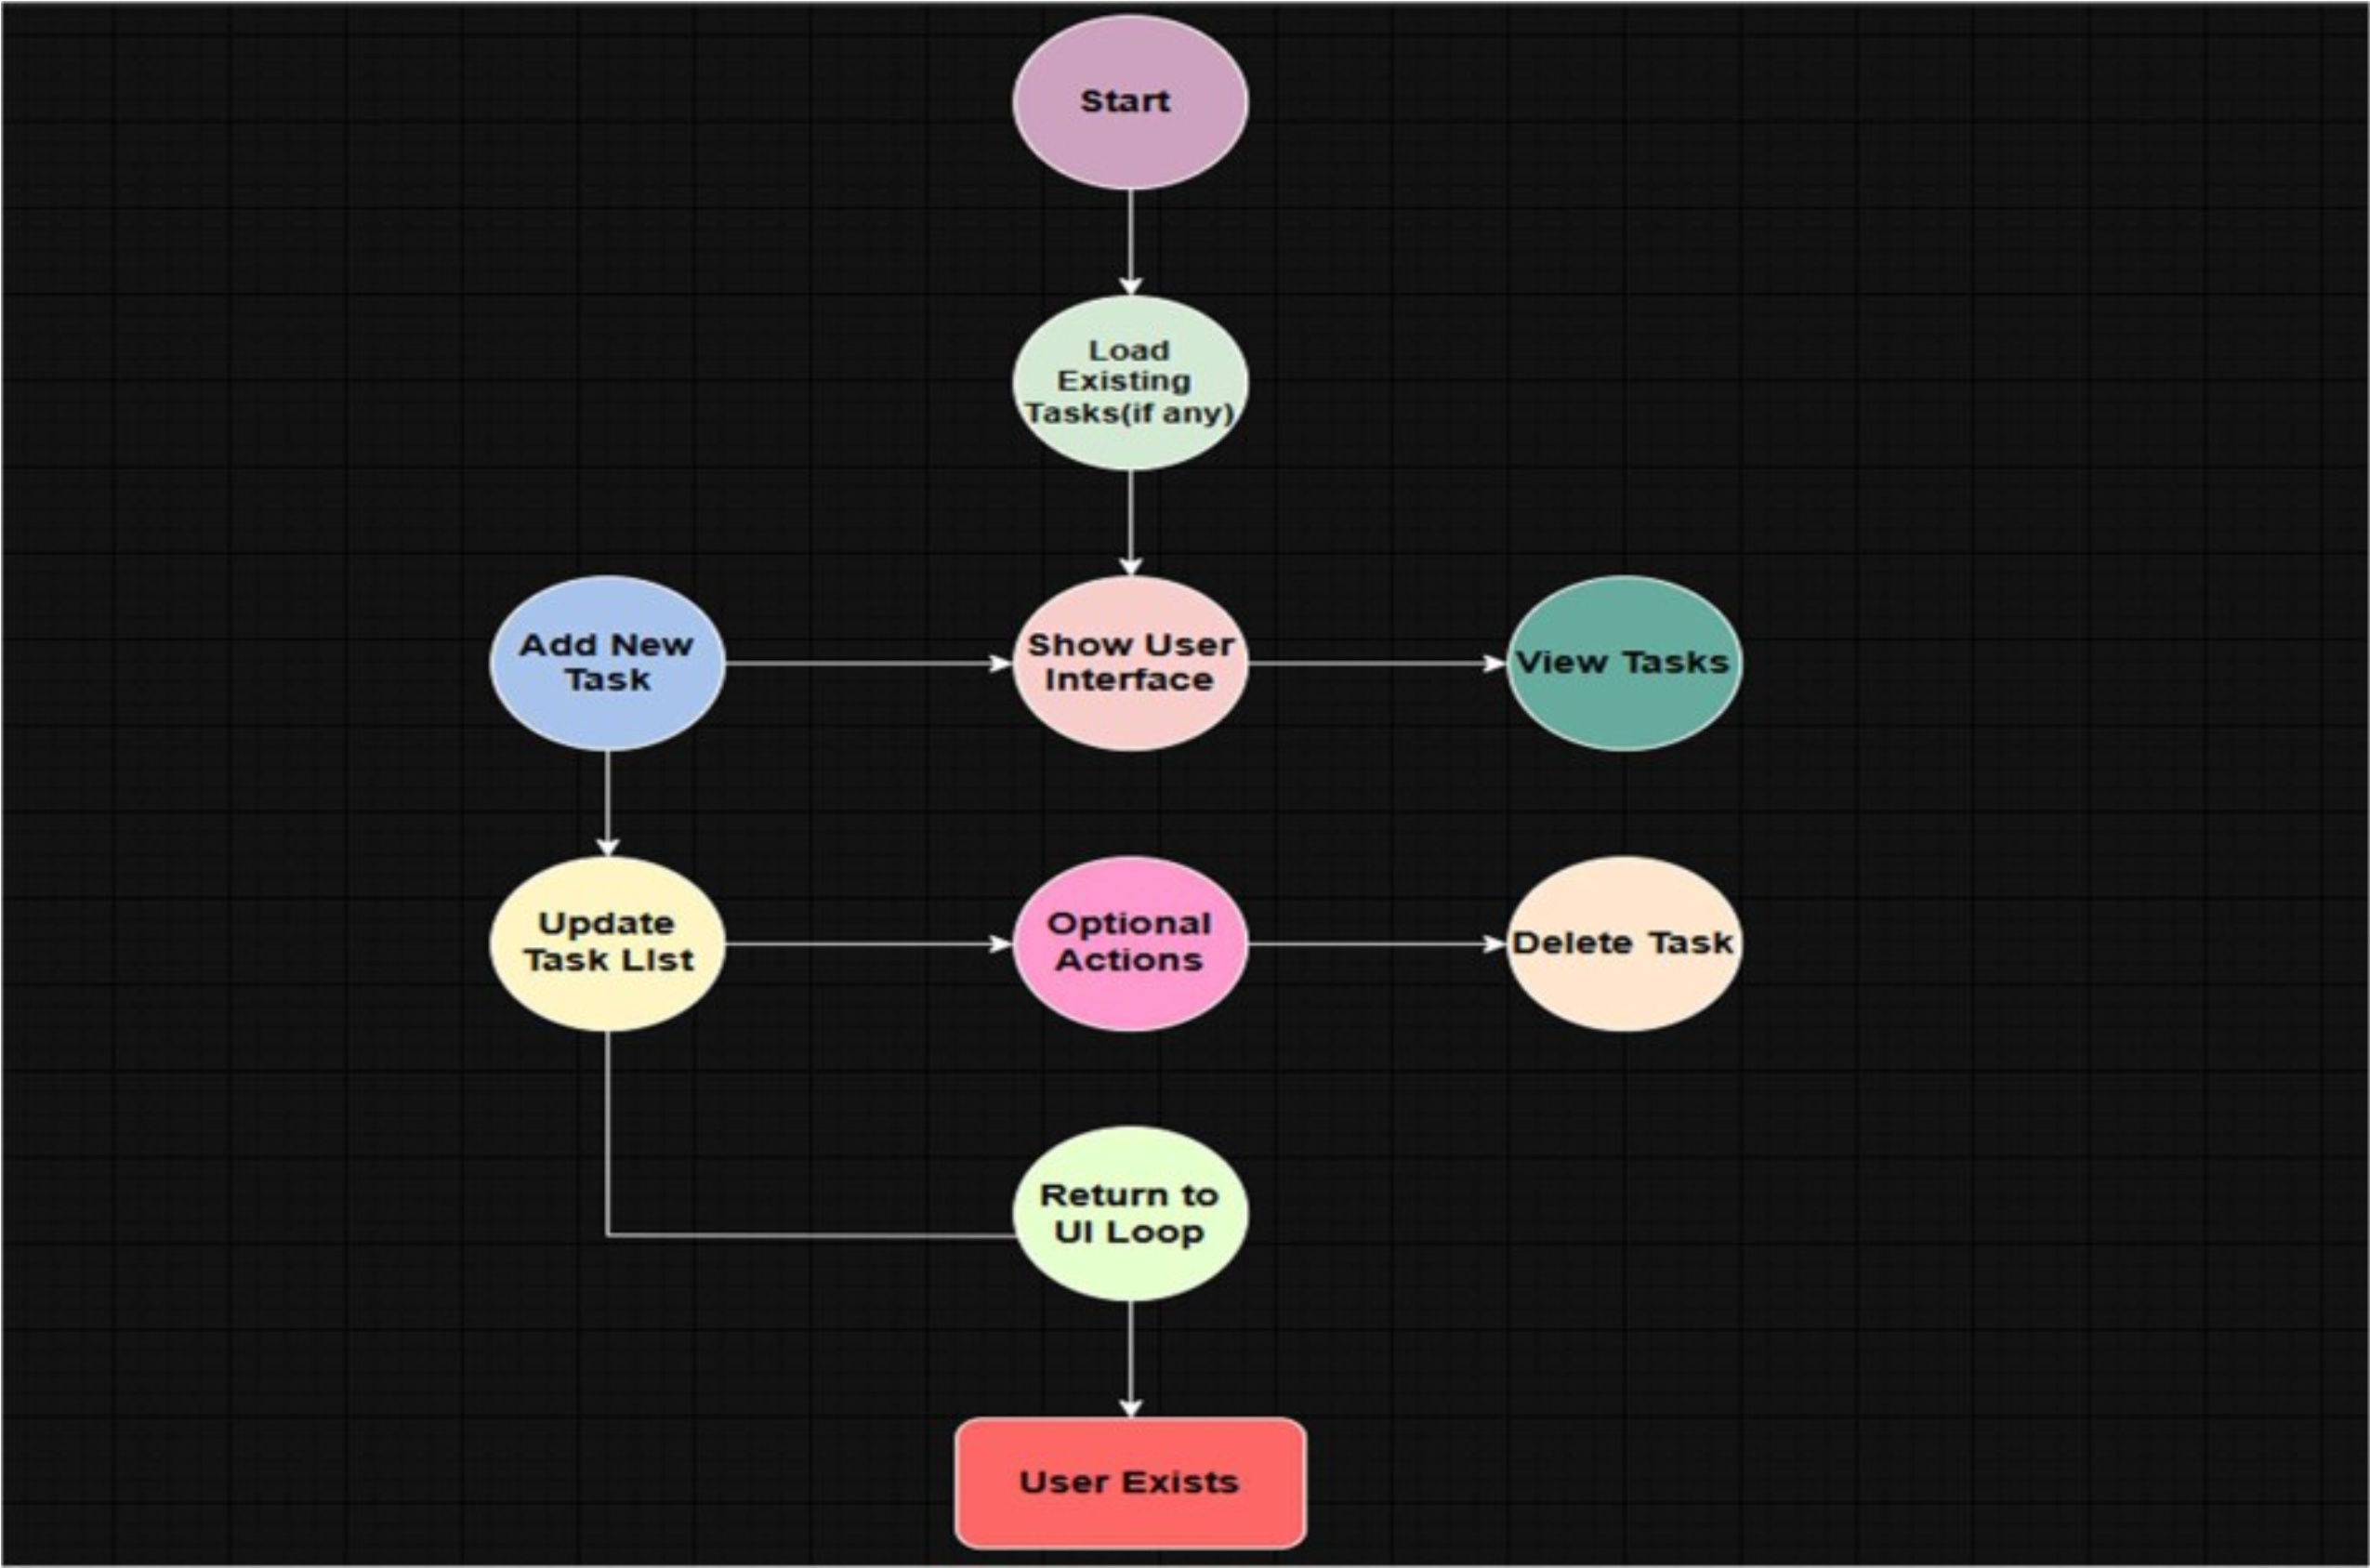 Start
Load
Existing
Tasks(if any)
Add New
Task
Show User
Interface
View Tasks
Update
Task LIst
Optional
Actions
Delete Task
Return to
UI Loop
User Exists